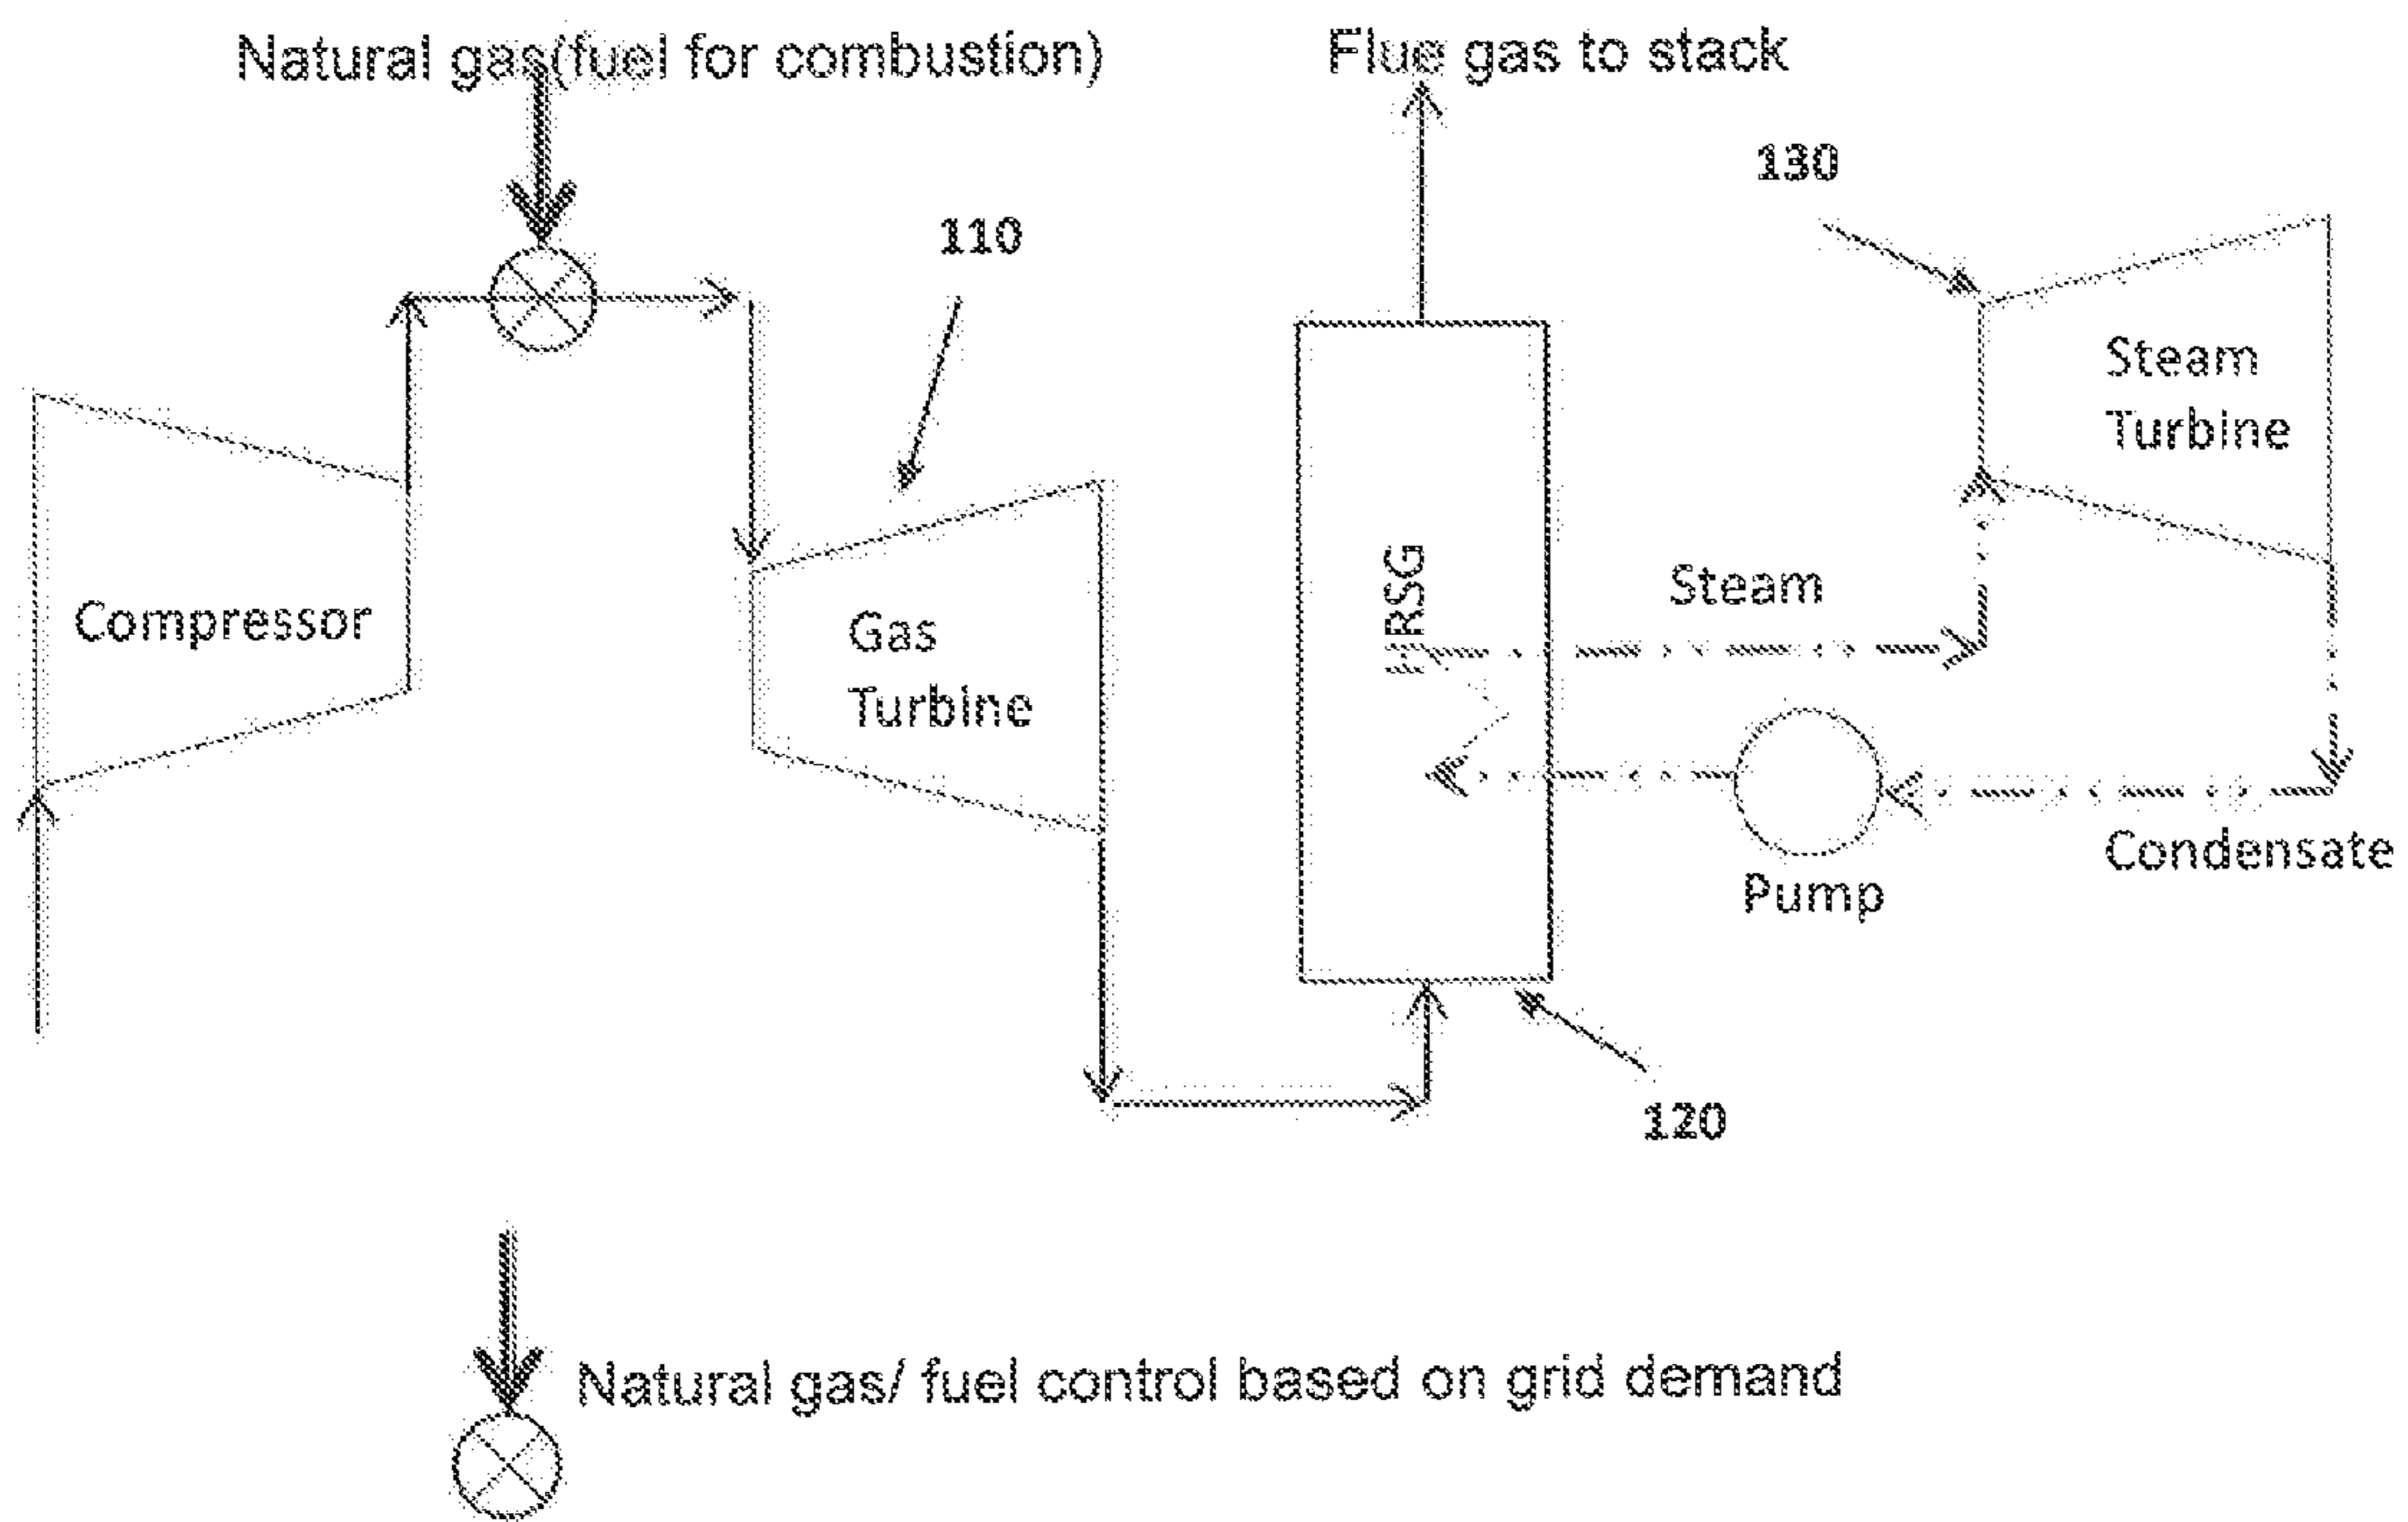 Natural gas(fuel for combustion)
Flue gas to stack
130
110
Steam
Turbine
Compressor
Gas
Turbine
HRSG
Steam
Condensate
Pump
120
Natural gas/ fuel control based on grid demand